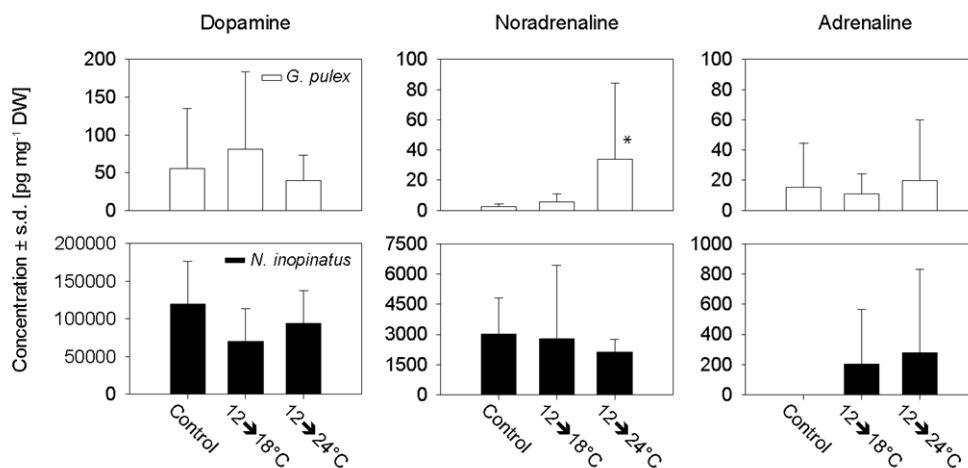 Dopamine
Noradrenaline
Adrenaline
Concentration ± s.d. [pg mg⁻¹ DW]
200
150
100
50
0
G. pulex
100
80
60
40
20
0
*
100
80
60
40
20
0
200000
150000
100000
50000
0
N. inopinatus
7500
6000
4500
3000
1500
0
1000
800
600
400
200
0
Control
12➔18°C
12➔24°C
Control
12➔18°C
12➔24°C
Control
12➔18°C
12➔24°C